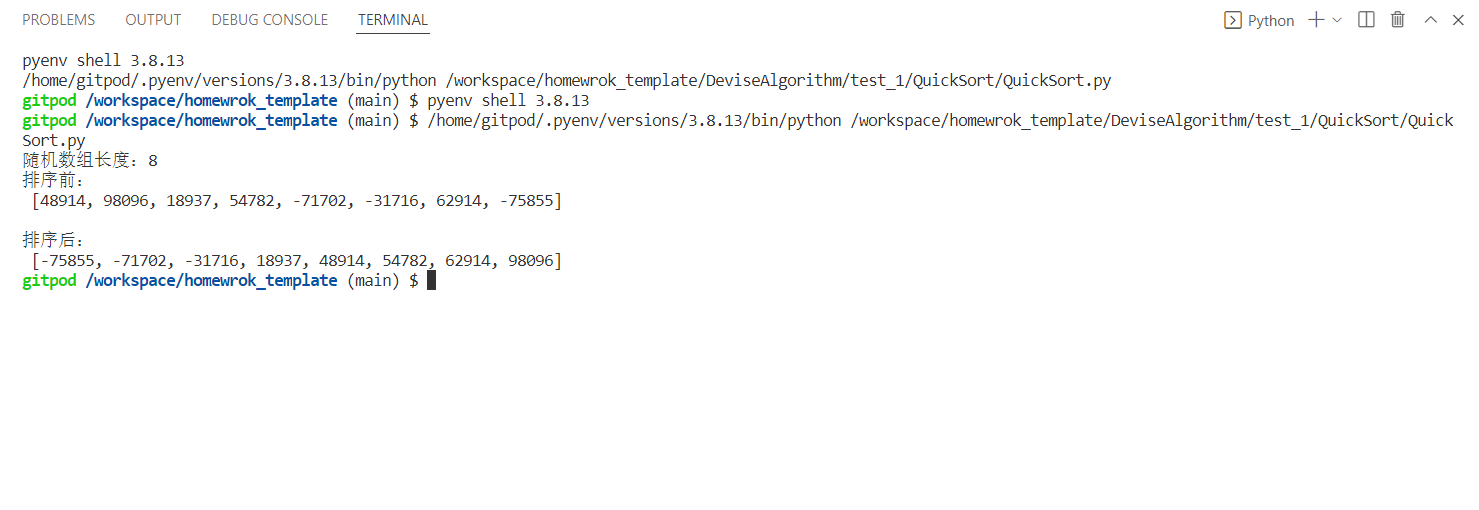 PROBLEMS OUTPUT DEBUG CONSOLE TERMINAL Python
pyenv shell 3.8.13
/home/gitpod/.pyenv/versions/3.8.13/bin/python /workspace/homewrok_template/DeviseAlgorithm/test_1/QuickSort/QuickSort.py
gitpod /workspace/homewrok_template (main) $ pyenv shell 3.8.13
gitpod /workspace/homewrok_template (main) $ /home/gitpod/.pyenv/versions/3.8.13/bin/python /workspace/homewrok_template/DeviseAlgorithm/test_1/QuickSort/Quick
Sort.py
随机数组长度：8
排序前：
[48914, 98096, 18937, 54782, -71702, -31716, 62914, -75855]
排序后：
[-75855, -71702, -31716, 18937, 48914, 54782, 62914, 98096]
gitpod /workspace/homewrok_template (main) $